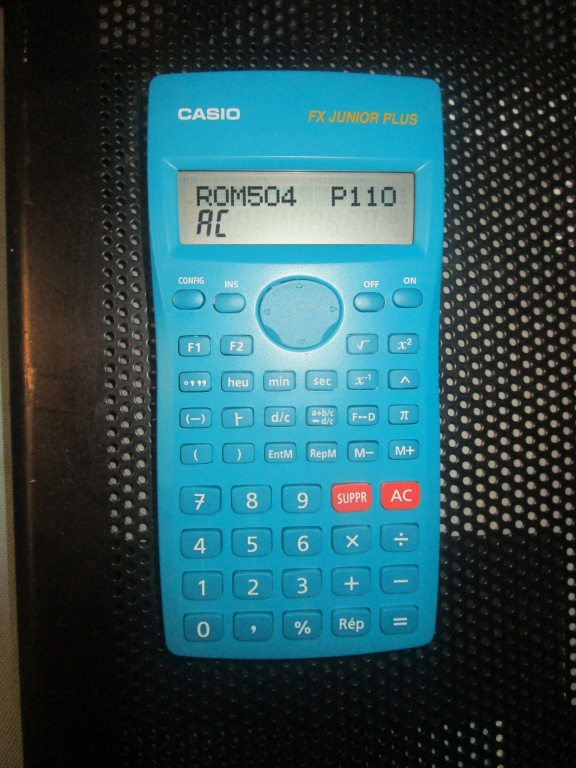 CASIO FX JUNIOR PLUS
ROM504 P110
AC
CONFIG INS OFF ON
F1 F2 √ x²
°,,, heu min sec x⁻¹ ^
(−) ⊢ d/c a+b/c ↔ d/c F↔D π
( ) EntM RepM M− M+
7 8 9 SUPPR AC
4 5 6 × ÷
1 2 3 + −
0 , % Rép =